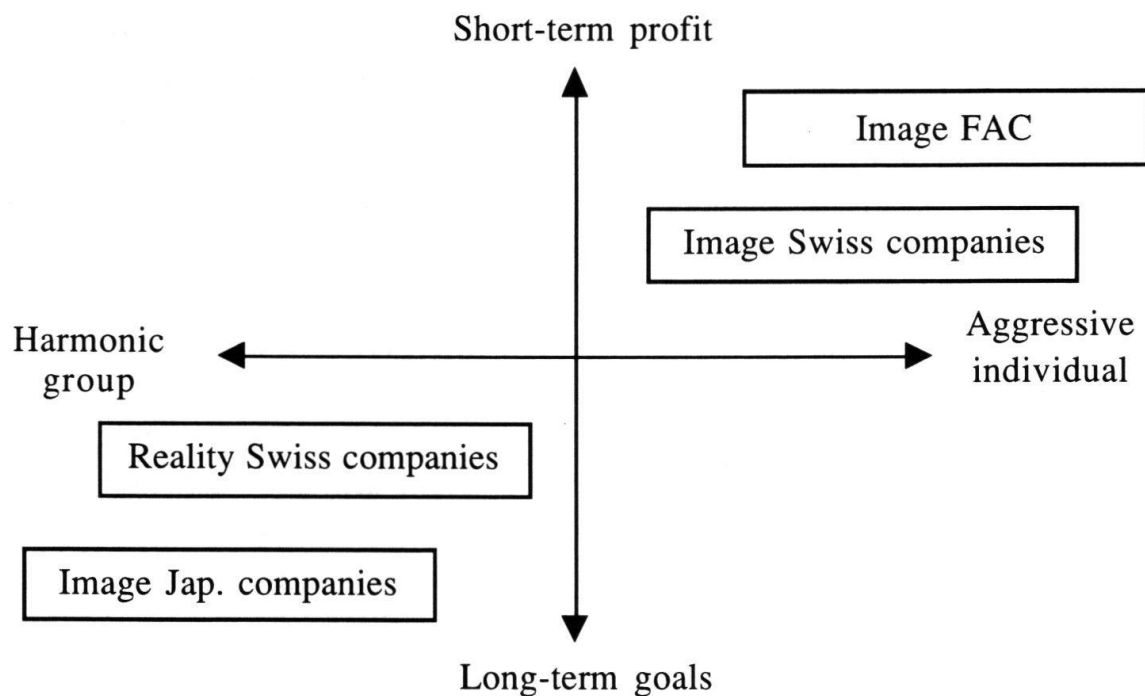 Short-term profit
Image FAC
Image Swiss companies
Harmonic
group
Aggressive
individual
Reality Swiss companies
Image Jap. companies
Long-term goals